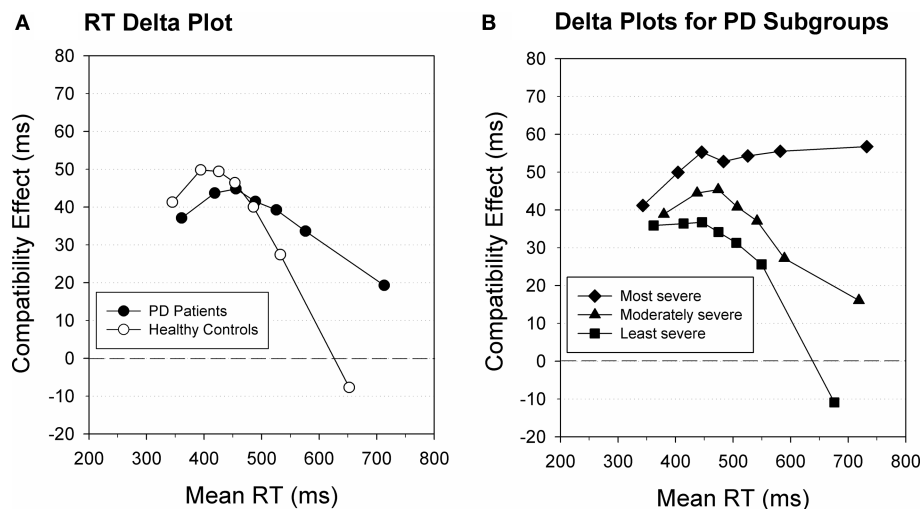 A
RT Delta Plot
80
70
60
50
40
30
20
10
0
-10
-20
200
300
400
500
600
700
800
Compatibility Effect (ms)
Mean RT (ms)
PD Patients
Healthy Controls
B
Delta Plots for PD Subgroups
80
70
60
50
40
30
20
10
0
-10
-20
200
300
400
500
600
700
800
Compatibility Effect (ms)
Mean RT (ms)
Most severe
Moderately severe
Least severe